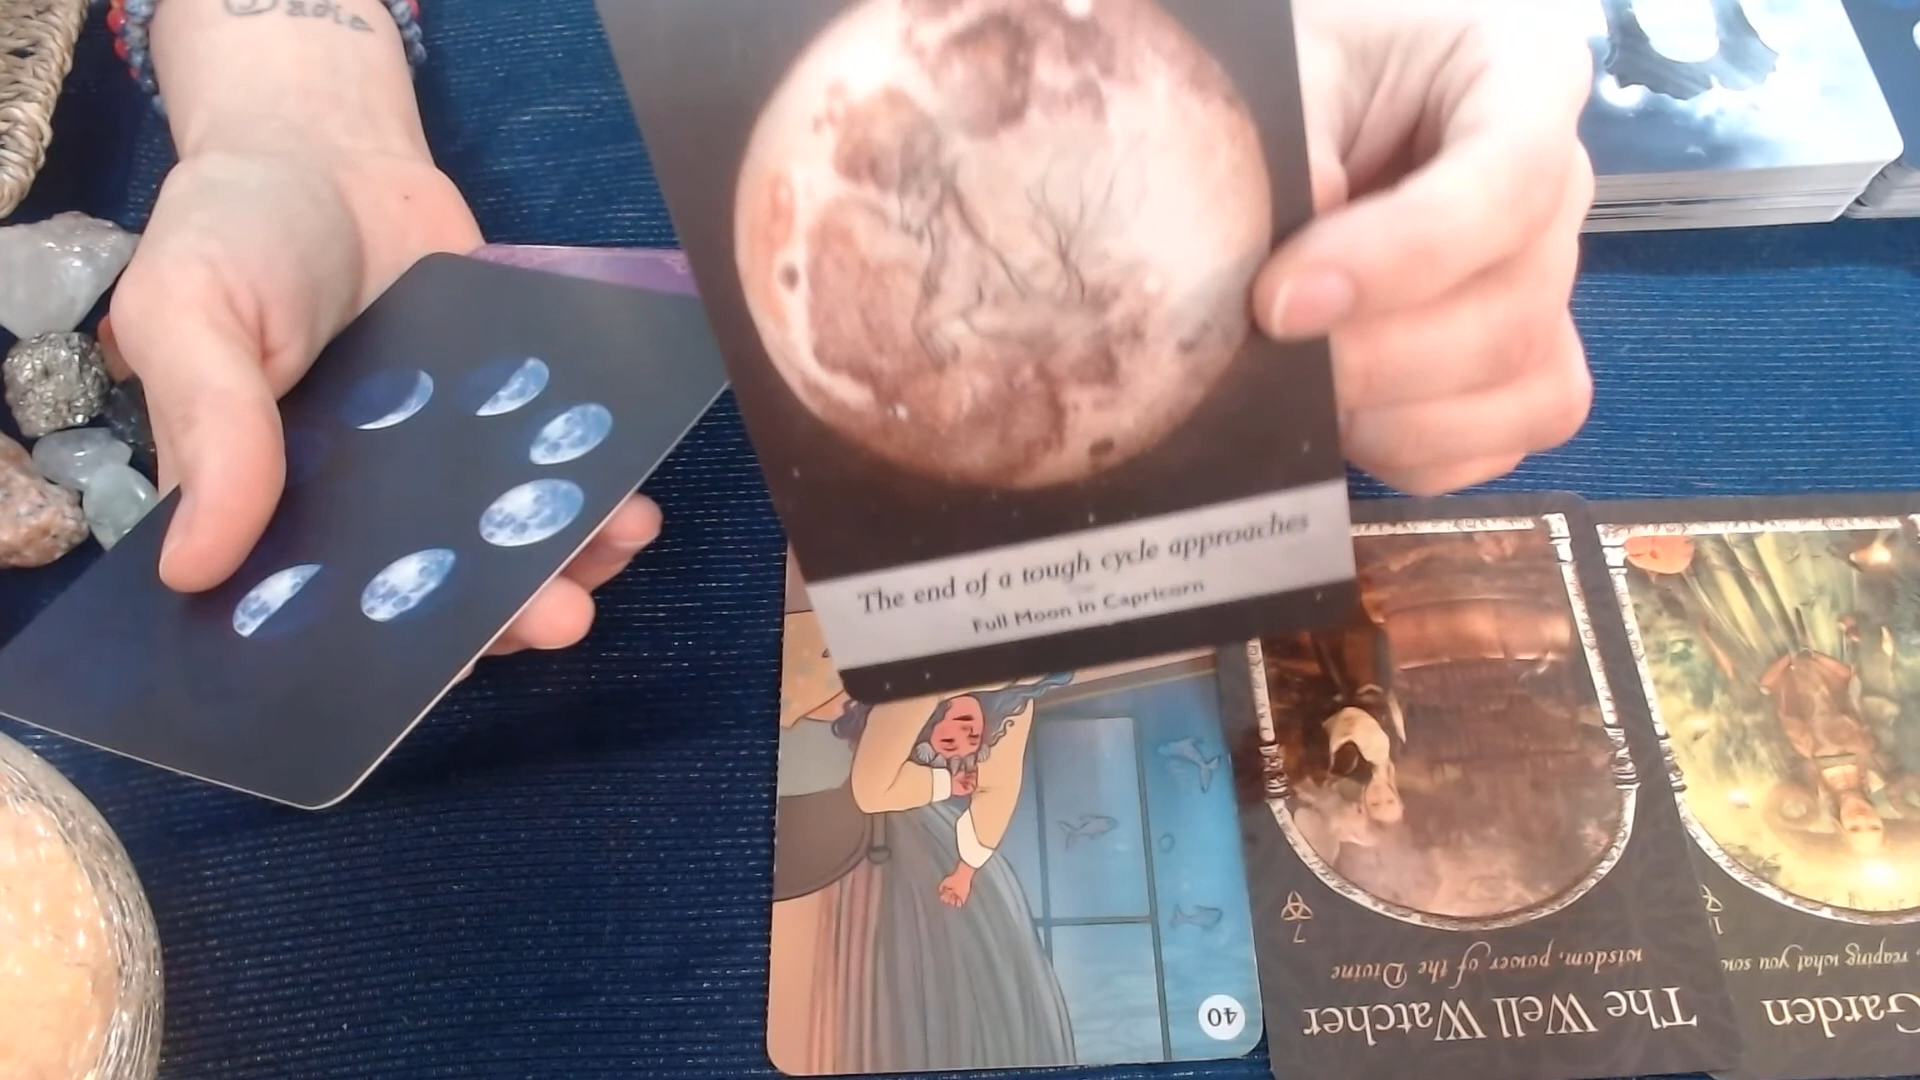 The end of a tough cycle approaches
Full Moon in Capricorn
40
7
wisdom, power of the Divine
The Well Watcher
reaping what you sow
Garden